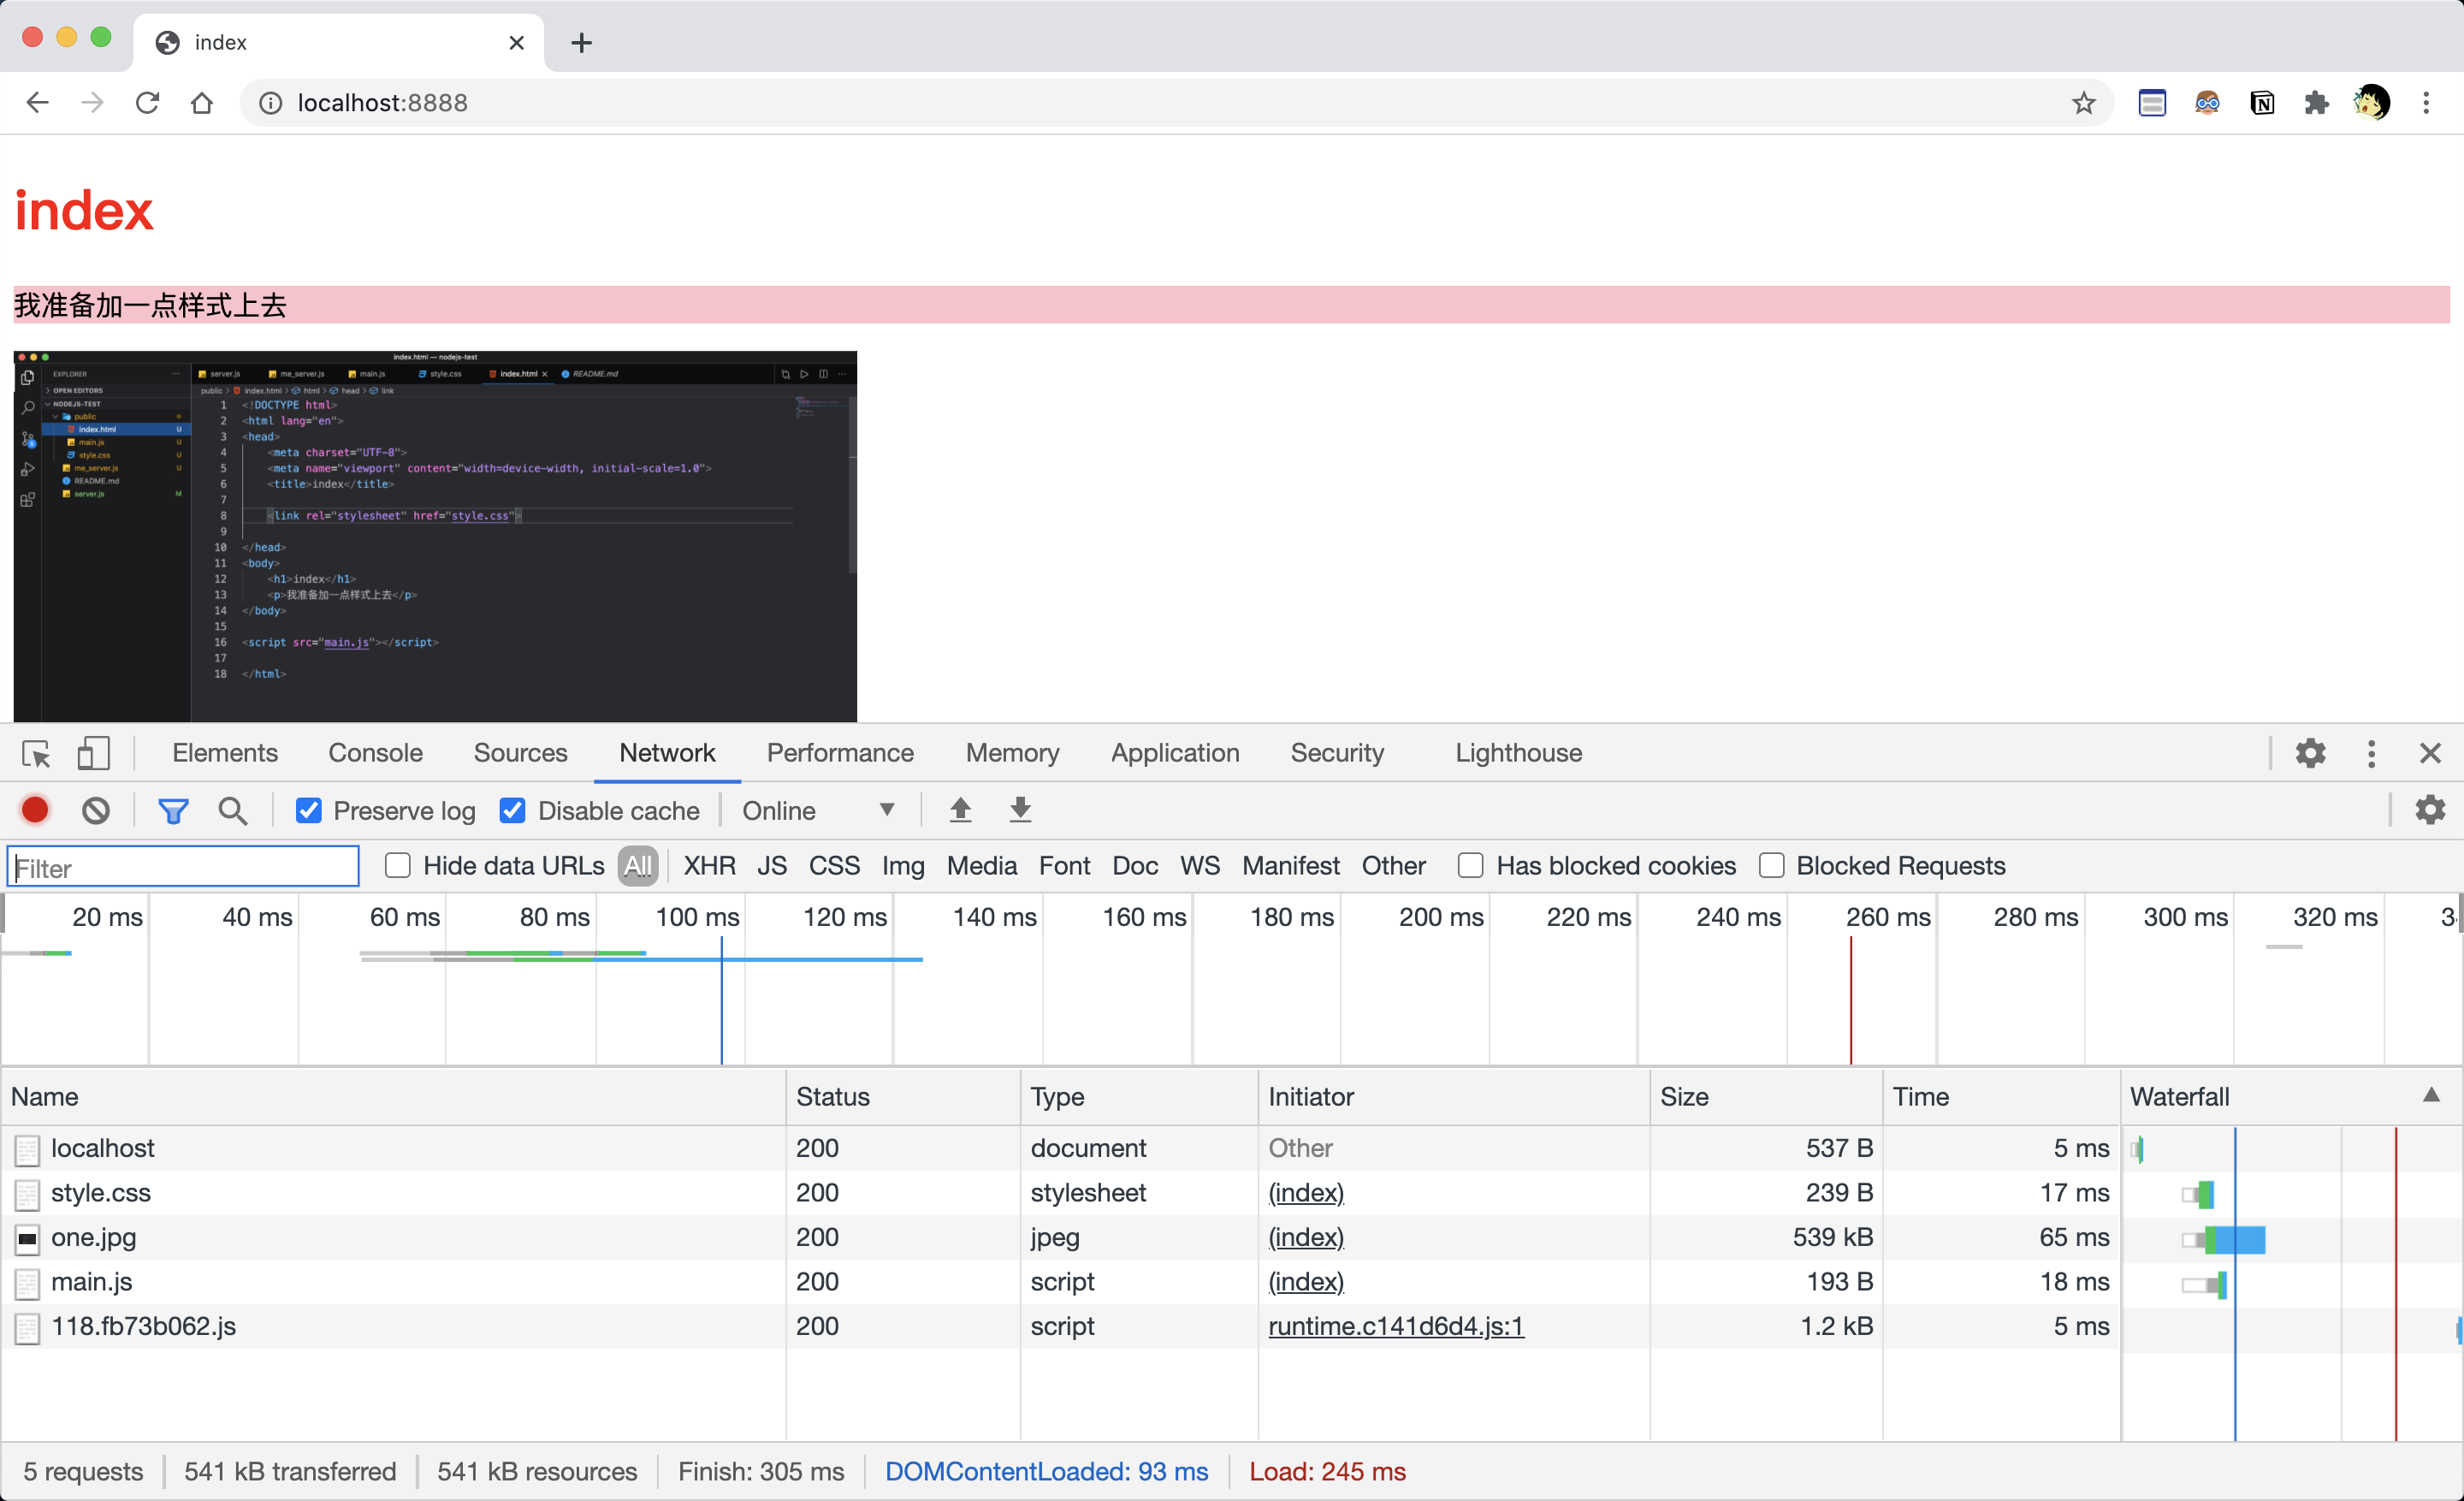 index
localhost:8888
index
我准备加一点样式上去
index.html — nodejs-test
EXPLORER
server.js me_server.js main.js style.css index.html README.md
OPEN EDITORS
public > index.html > html > head > link
NODEJS-TEST
public
index.html U
main.js U
style.css U
me_server.js U
README.md
server.js M
1 <!DOCTYPE html>
2 <html lang="en">
3 <head>
4 <meta charset="UTF-8">
5 <meta name="viewport" content="width=device-width, initial-scale=1.0">
6 <title>index</title>
7
8 <link rel="stylesheet" href="style.css">
9
10 </head>
11 <body>
12 <h1>index</h1>
13 <p>我准备加一点样式上去</p>
14 </body>
15
16 <script src="main.js"></script>
17
18 </html>
Elements Console Sources Network Performance Memory Application Security Lighthouse
Preserve log Disable cache Online
Filter Hide data URLs All XHR JS CSS Img Media Font Doc WS Manifest Other Has blocked cookies Blocked Requests
20 ms 40 ms 60 ms 80 ms 100 ms 120 ms 140 ms 160 ms 180 ms 200 ms 220 ms 240 ms 260 ms 280 ms 300 ms 320 ms
Name Status Type Initiator Size Time Waterfall
localhost 200 document Other 537 B 5 ms
style.css 200 stylesheet (index) 239 B 17 ms
one.jpg 200 jpeg (index) 539 kB 65 ms
main.js 200 script (index) 193 B 18 ms
118.fb73b062.js 200 script runtime.c141d6d4.js:1 1.2 kB 5 ms
5 requests 541 kB transferred 541 kB resources Finish: 305 ms DOMContentLoaded: 93 ms Load: 245 ms